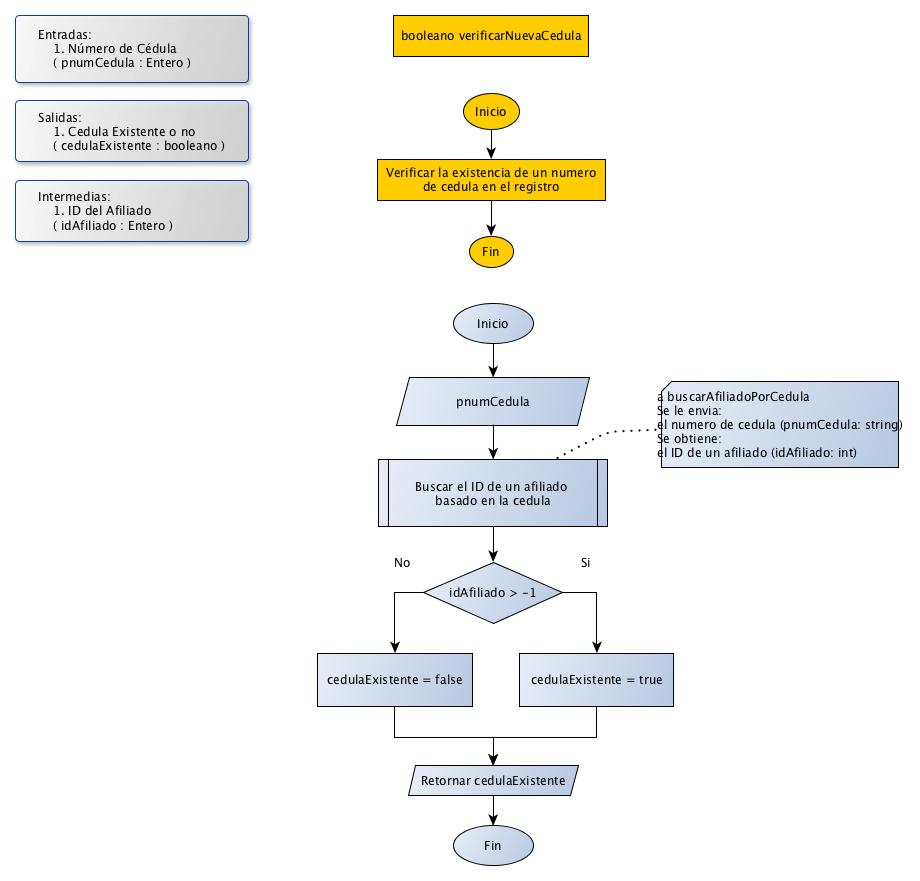 Entradas:
1. Número de Cédula
( pnumCedula : Entero )
Salidas:
1. Cedula Existente o no
( cedulaExistente : booleano )
Intermedias:
1. ID del Afiliado
( idAfiliado : Entero )
booleano verificarNuevaCedula
Inicio
Verificar la existencia de un numero
de cedula en el registro
Fin
Inicio
pnumCedula
a buscarAfiliadoPorCedula
Se le envia:
el numero de cedula (pnumCedula: string)
Se obtiene:
el ID de un afiliado (idAfiliado: int)
Buscar el ID de un afiliado
basado en la cedula
No
Si
idAfiliado > -1
cedulaExistente = false
cedulaExistente = true
Retornar cedulaExistente
Fin